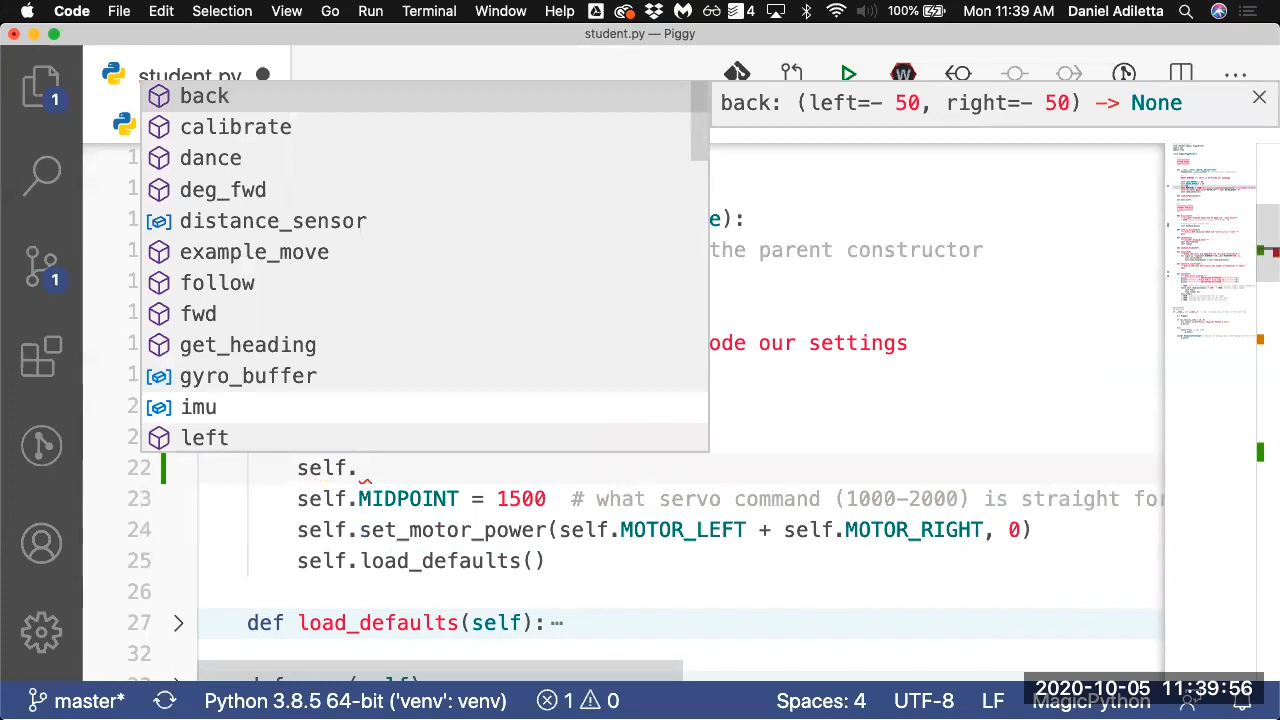 Code File Edit Selection View Go Run Terminal Window Help 4 100% Mon 11:39 AM Daniel Adiletta
student.py — Piggy
student.py
back
back: (left=- 50, right=- 50) -> None
calibrate
dance
deg_fwd
distance_sensor
e):
example_move
the parent constructor
follow
fwd
get_heading
ode our settings
gyro_buffer
imu
left
22 self.
23 self.MIDPOINT = 1500 # what servo command (1000-2000) is straight for
24 self.set_motor_power(self.MOTOR_LEFT + self.MOTOR_RIGHT, 0)
25 self.load_defaults()
26
27 def load_defaults(self):
32
1
1
master* Python 3.8.5 64-bit ('venv': venv) 1 0 Spaces: 4 UTF-8 LF MagicPython
2020-10-05 11:39:56